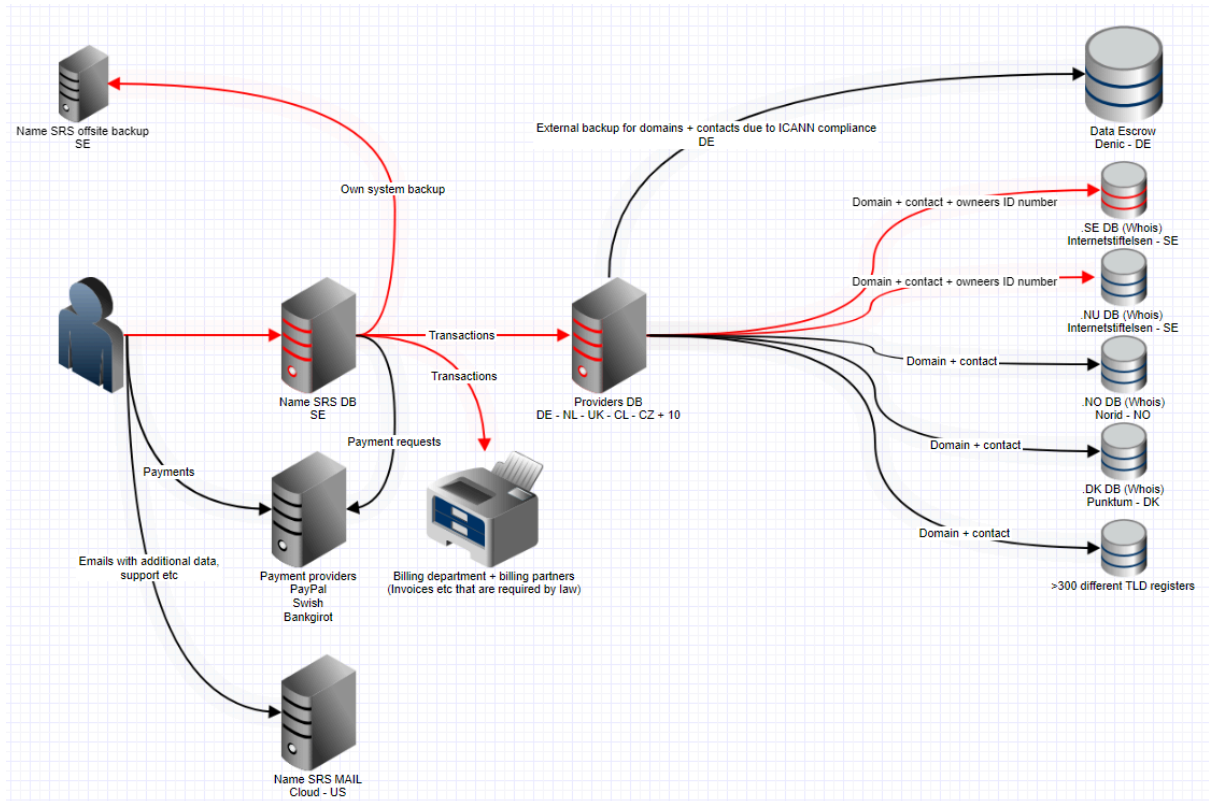 Name SRS offsite backup
SE
External backup for domains + contacts due to ICANN compliance
DE
Data Escrow
Denic - DE
Own system backup
Domain + contact + owneers ID number
.SE DB (Whois)
Internetstiftelsen - SE
Domain + contact + owneers ID number
.NU DB (Whois)
Internetstiftelsen - SE
Transactions
Transactions
Name SRS DB
SE
Providers DB
DE - NL - UK - CL - CZ + 10
Domain + contact
.NO DB (Whois)
Norid - NO
Payment requests
Domain + contact
.DK DB (Whois)
Punktum - DK
Payments
Domain + contact
>300 different TLD registers
Emails with additional data,
support etc
Payment providers
PayPal
Swish
Bankgirot
Billing department + billing partners
(Invoices etc that are required by law)
Name SRS MAIL
Cloud - US